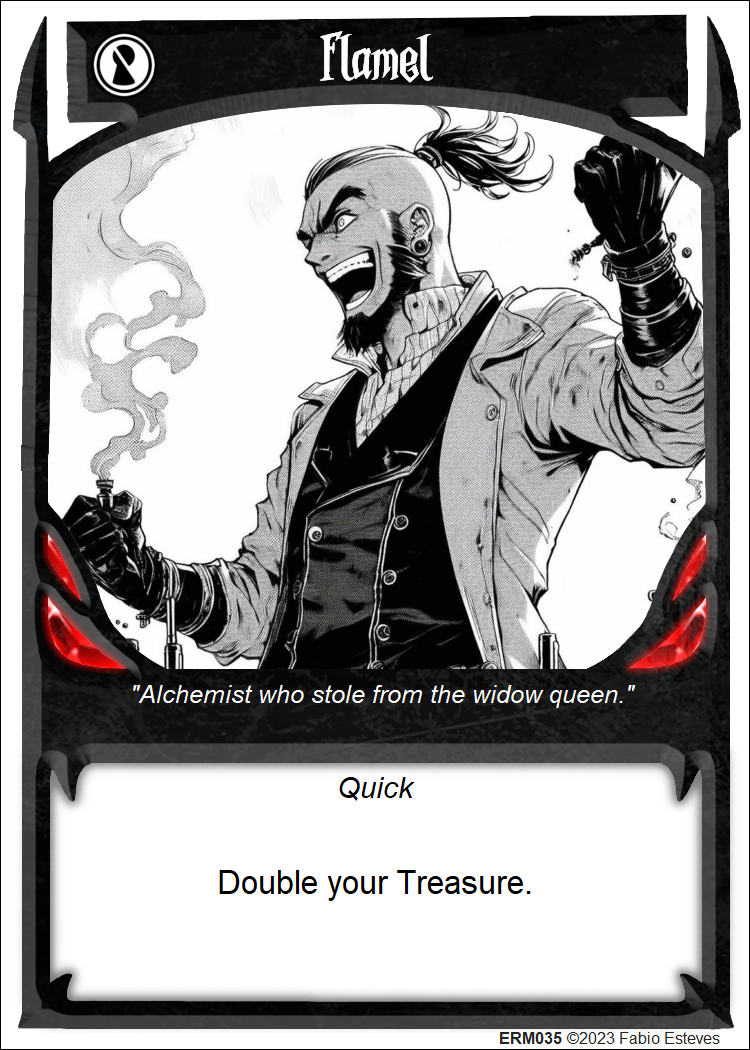 Flamel
"Alchemist who stole from the widow queen."
Quick
Double your Treasure.
ERM035 ©2023 Fabio Esteves